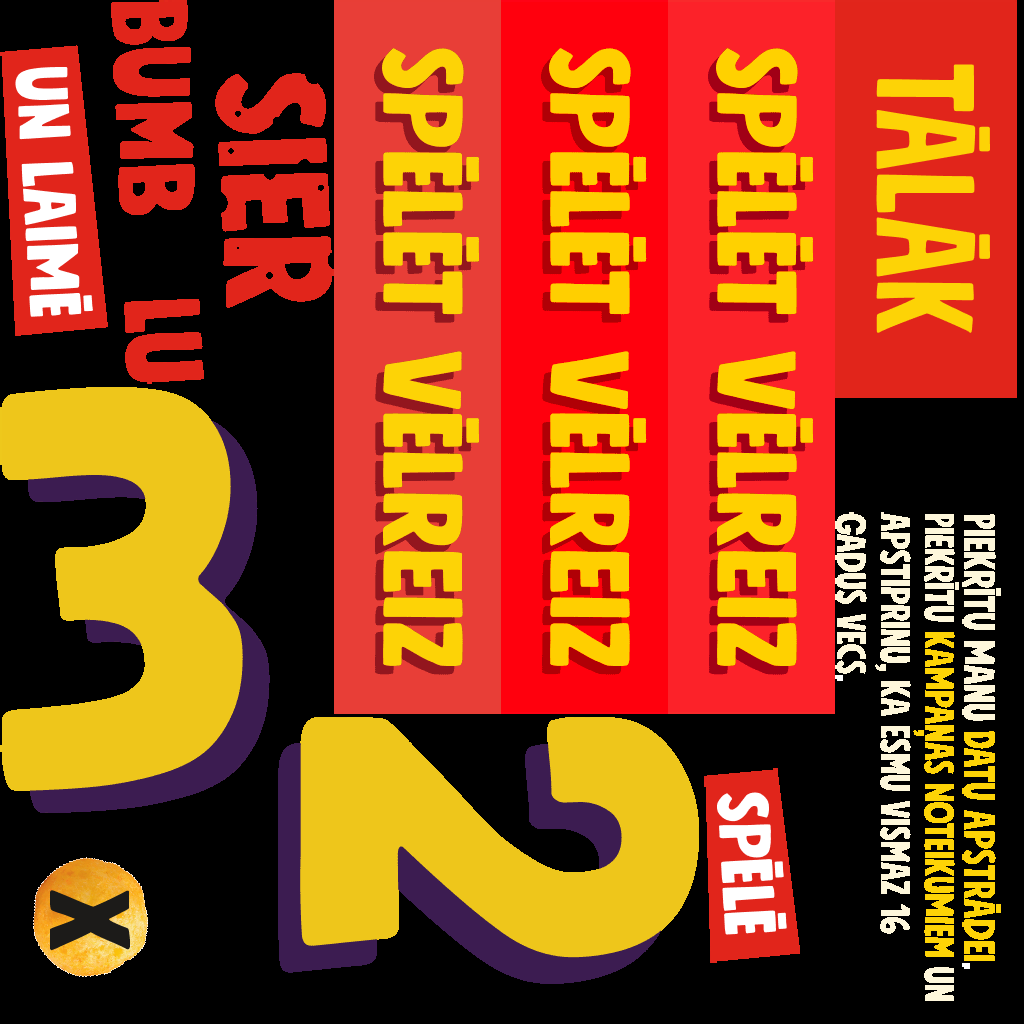 TĀLĀK
SPĒLĒT VĒLREIZ
SPĒLĒT VĒLREIZ
SPĒLĒT VĒLREIZ
SIER
BUMB LU
UN LAIMĒ
PIEKRĪTU MANU DATU APSTRĀDEI.
PIEKRĪTU KAMPAŅAS NOTEIKUMIEM UN
APSTIPRINU, KA ESMU VISMAZ 16
GADUS VECS.
SPĒLĒ
2
3
X